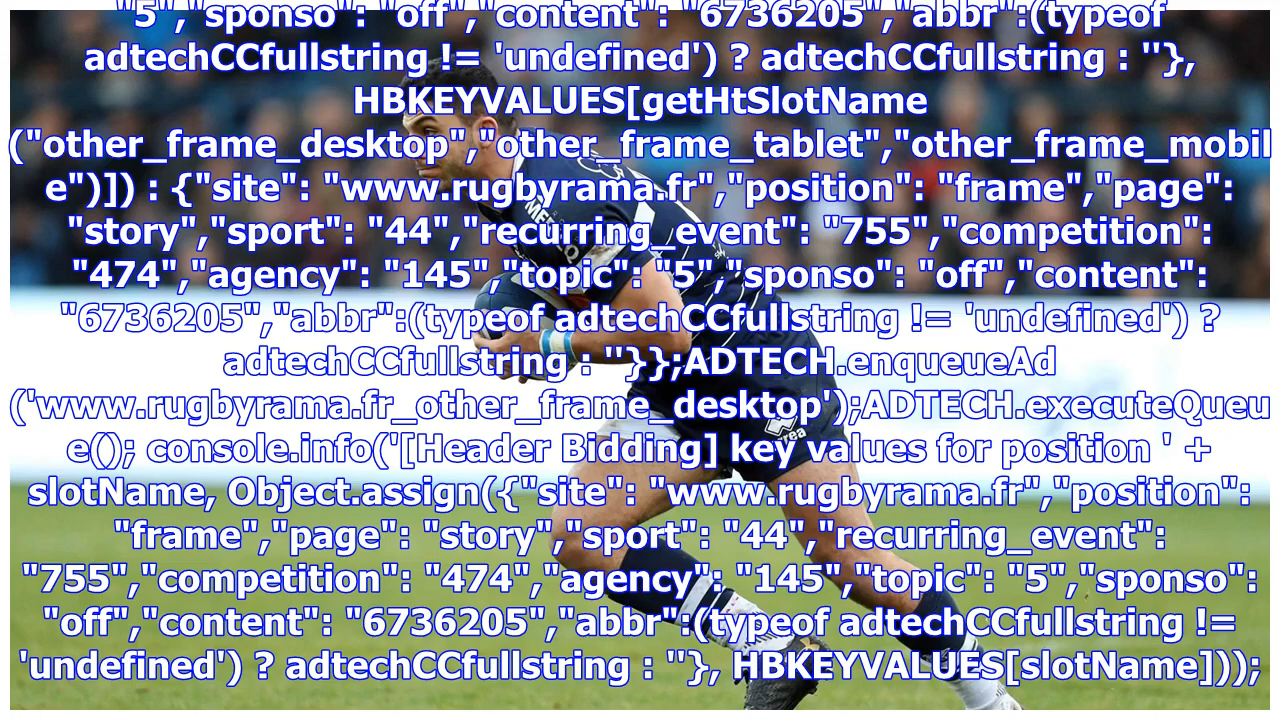 "5","sponso": "off","content": "6736205","abbr":(typeof
adtechCCfullstring != 'undefined') ? adtechCCfullstring : ''},
HBKEYVALUES[getHtSlotName
("other_frame_desktop","other_frame_tablet","other_frame_mobil
e")]) : {"site": "www.rugbyrama.fr","position": "frame","page":
"story","sport": "44","recurring_event": "755","competition":
"474","agency": "145","topic": "5","sponso": "off","content":
"6736205","abbr":(typeof adtechCCfullstring != 'undefined') ?
adtechCCfullstring : ''}};ADTECH.enqueueAd
('www.rugbyrama.fr_other_frame_desktop');ADTECH.executeQueu
e(); console.info('[Header Bidding] key values for position ' +
slotName, Object.assign({"site": "www.rugbyrama.fr","position":
"frame","page": "story","sport": "44","recurring_event":
"755","competition": "474","agency": "145","topic": "5","sponso":
"off","content": "6736205","abbr":(typeof adtechCCfullstring !=
'undefined') ? adtechCCfullstring : ''}, HBKEYVALUES[slotName]));